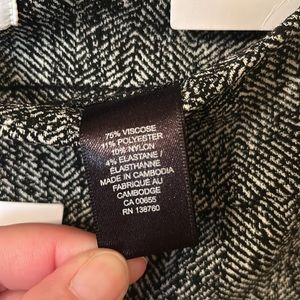 75% VISCOSE
11% POLYESTER
10% NYLON
4% ELASTANE /
ÉLASTHANNE
MADE IN CAMBODIA
FABRIQUÉ AU
CAMBODGE
CA 00655
RN 138760